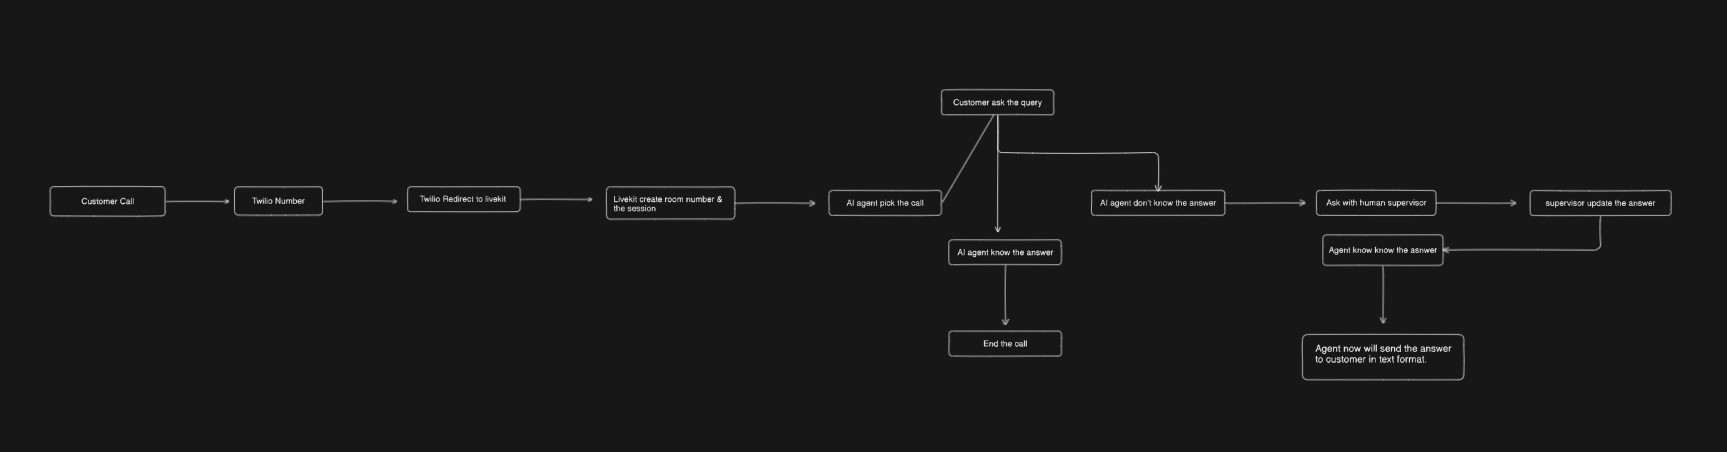 Customer ask the query
Customer Call
Twilio Number
Twilio Redirect to livekit
Livekit create room number &
the session
AI agent pick the call
AI agent don't know the answer
Ask with human supervisor
supervisor update the answer
AI agent know the answer
Agent know know the asnwer
End the call
Agent now will send the answer
to customer in text format.